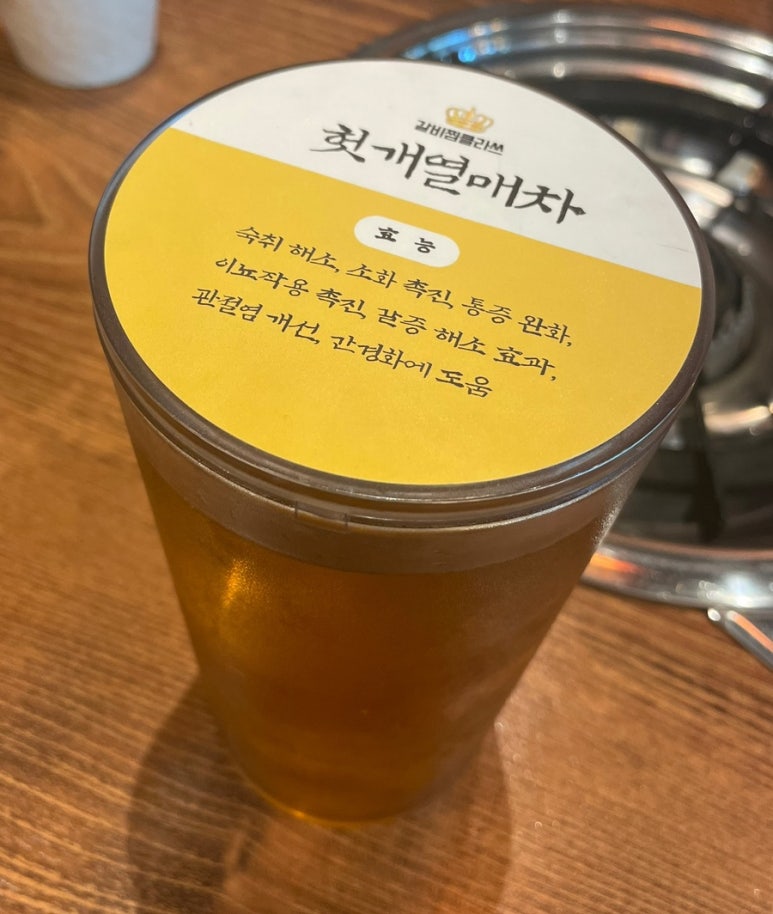 갈비찜클라쓰
헛개열매차
효능
숙취 해소, 소화 촉진, 통증 완화,
이뇨작용 촉진, 갈증 해소 효과,
관절염 개선, 간경화에 도움